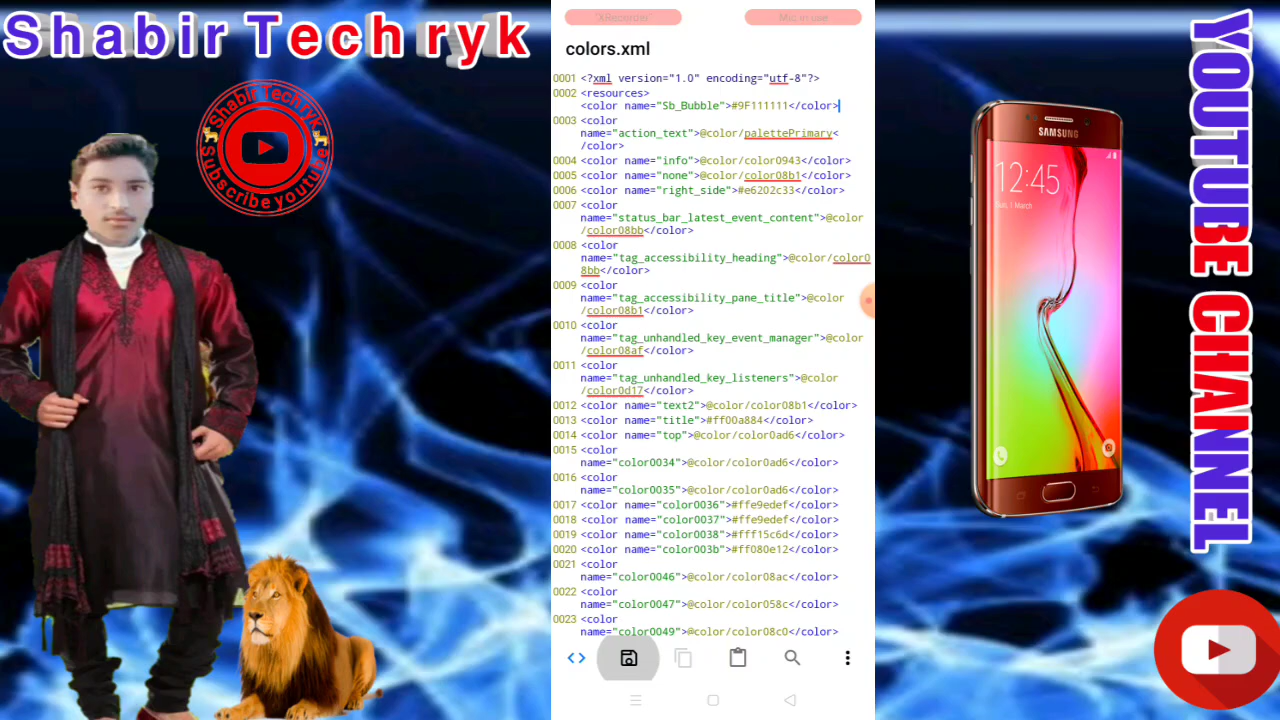 Shabir Tech ryk
Shabir Tech ryk
Subscribe youtube
"XRecorder"
Mic, in use
colors.xml
0001 <?xml version="1.0" encoding="utf-8"?>
0002 <resources>
<color name="Sb_Bubble">#9F111111</color>
0003 <color
name="action_text">@color/palettePrimary<
/color>
0004 <color name="info">@color/color0943</color>
0005 <color name="none">@color/color08b1</color>
0006 <color name="right_side">#e6202c33</color>
0007 <color
name="status_bar_latest_event_content">@color
/color08bb</color>
0008 <color
name="tag_accessibility_heading">@color/color0
8bb</color>
0009 <color
name="tag_accessibility_pane_title">@color
/color08b1</color>
0010 <color
name="tag_unhandled_key_event_manager">@color
/color08af</color>
0011 <color
name="tag_unhandled_key_listeners">@color
/color0d17</color>
0012 <color name="text2">@color/color08b1</color>
0013 <color name="title">#ff00a884</color>
0014 <color name="top">@color/color0ad6</color>
0015 <color
name="color0034">@color/color0ad6</color>
0016 <color
name="color0035">@color/color0ad6</color>
0017 <color name="color0036">#ffe9edef</color>
0018 <color name="color0037">#ffe9edef</color>
0019 <color name="color0038">#fff15c6d</color>
0020 <color name="color003b">#ff080e12</color>
0021 <color
name="color0046">@color/color08ac</color>
0022 <color
name="color0047">@color/color058c</color>
0023 <color
name="color0049">@color/color08c0</color>
SAMSUNG
12:45
Sun, 1 March
YOUTUBE CHANNEL